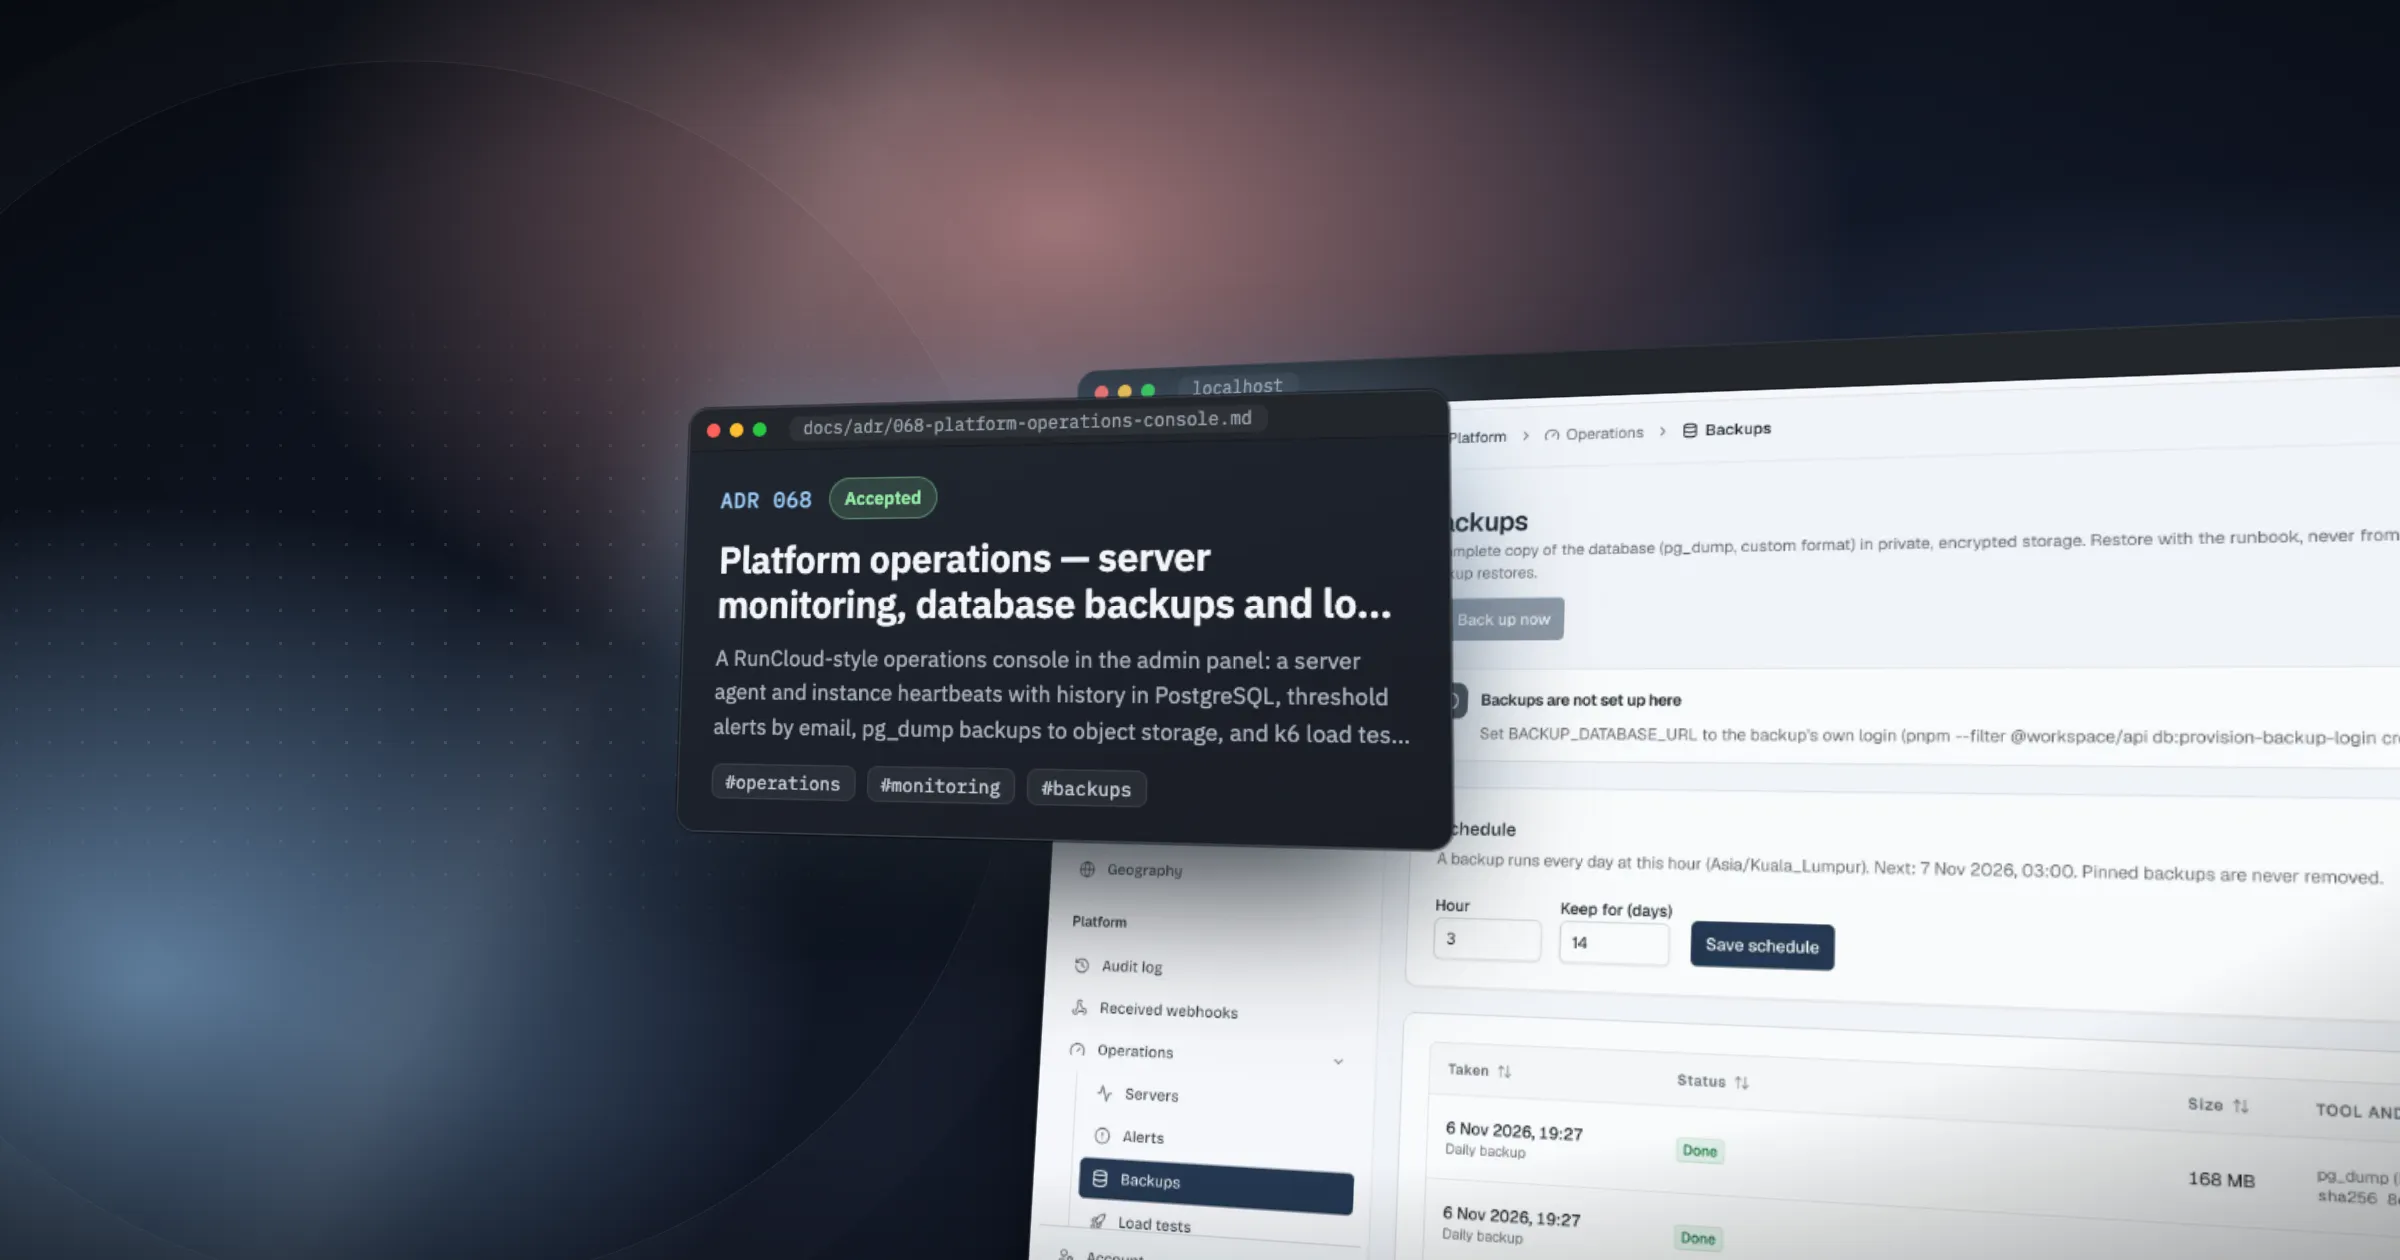 localhost
docs/adr/068-platform-operations-console.md
ADR 068
Accepted
Platform operations — server
monitoring, database backups and lo...
A RunCloud-style operations console in the admin panel: a server
agent and instance heartbeats with history in PostgreSQL, threshold
alerts by email, pg_dump backups to object storage, and k6 load tes...
#operations
#monitoring
#backups
Platform
Operations
Backups
ackups
mplete copy of the database (pg_dump, custom format) in private, encrypted storage. Restore with the runbook, never from
kup restores.
Back up now
Backups are not set up here
Set BACKUP_DATABASE_URL to the backup's own login (pnpm --filter @workspace/api db:provision-backup-login cre
chedule
A backup runs every day at this hour (Asia/Kuala_Lumpur). Next: 7 Nov 2026, 03:00. Pinned backups are never removed.
Hour
Keep for (days)
3
14
Save schedule
Geography
Platform
Audit log
Received webhooks
Operations
Servers
Alerts
Backups
Load tests
Account
Taken
Status
Size
TOOL AND
6 Nov 2026, 19:27
Daily backup
Done
168 MB
pg_dump (
sha256
6 Nov 2026, 19:27
Daily backup
Done